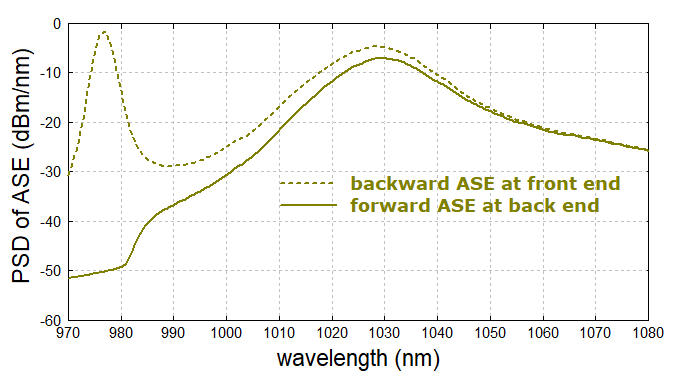 0
-10
-20
-30
-40
-50
-60
PSD of ASE (dBm/nm)
backward ASE at front end
forward ASE at back end
970 980 990 1000 1010 1020 1030 1040 1050 1060 1070 1080
wavelength (nm)